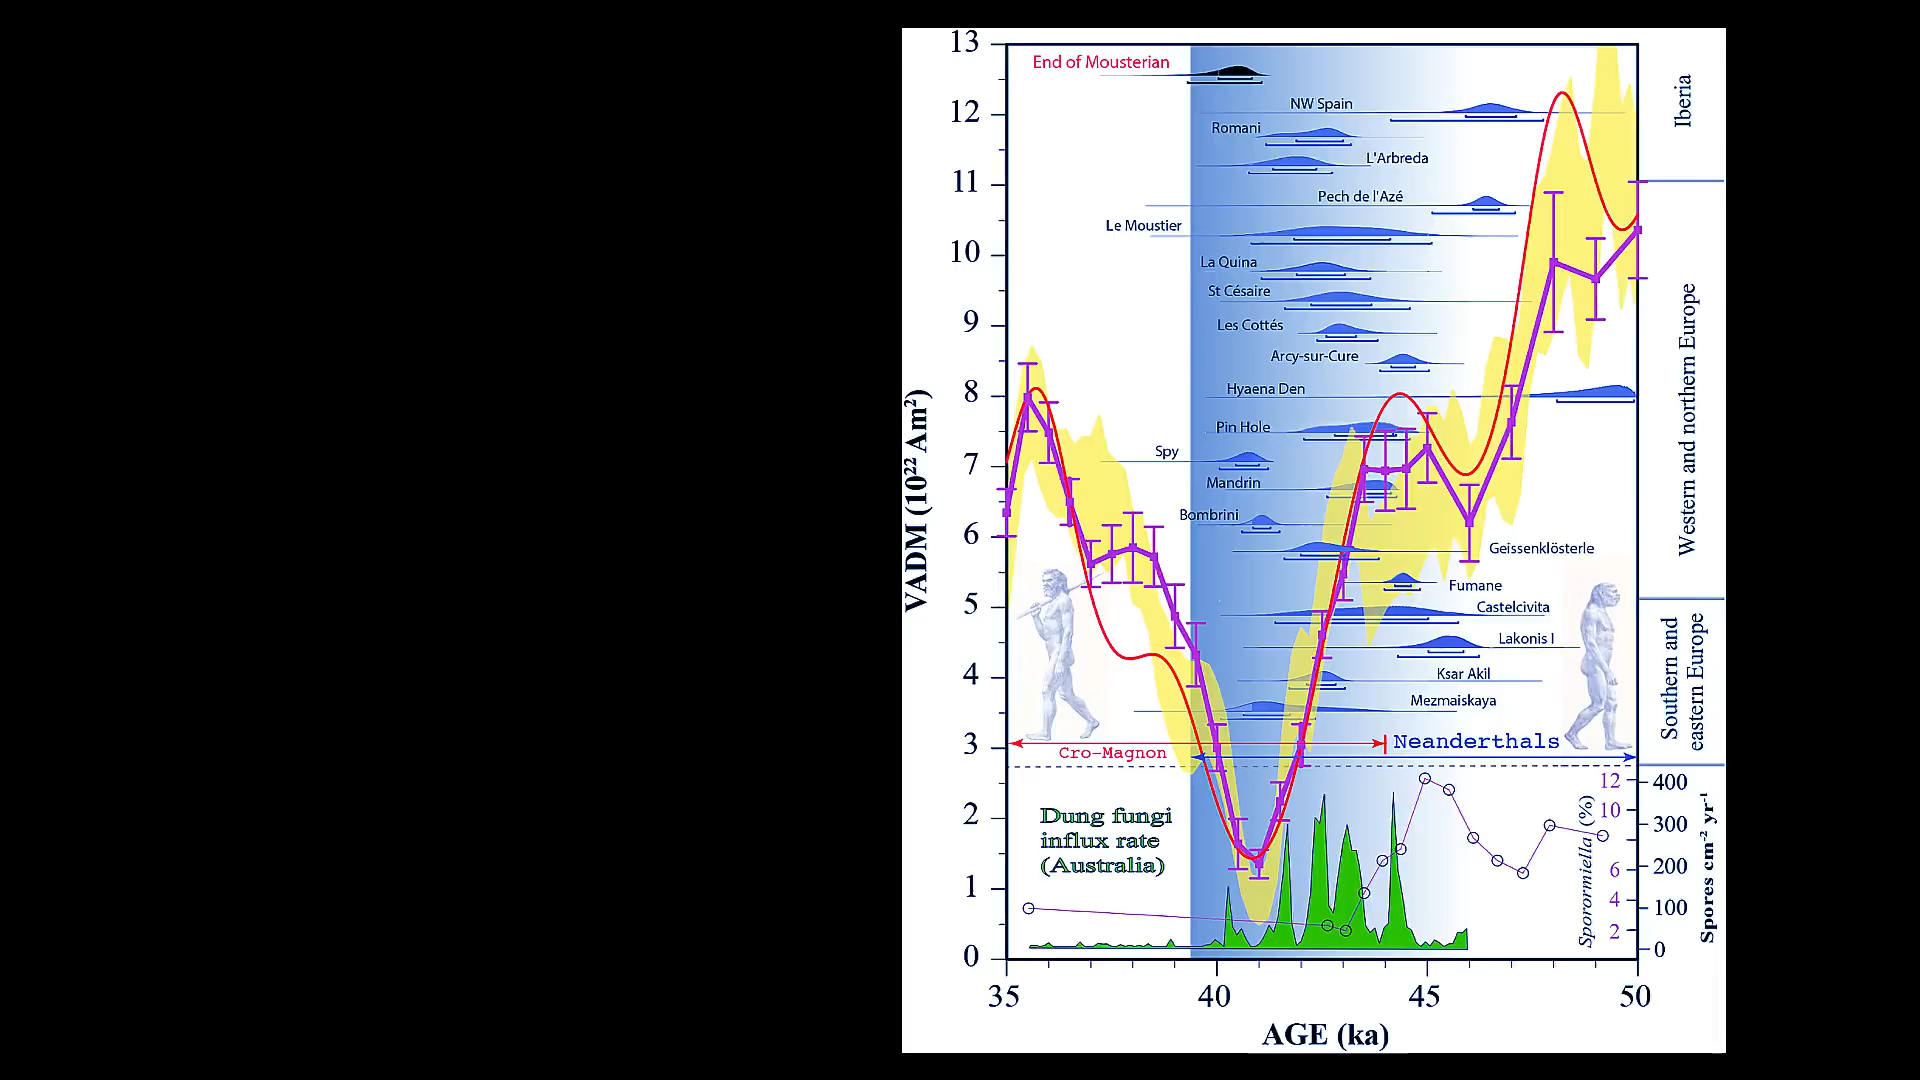 13
12
11
10
9
8
7
6
5
4
3
2
1
0
VADM (10²² Am²)
End of Mousterian
NW Spain
Romani
L'Arbreda
Pech de l'Azé
Le Moustier
La Quina
St Césaire
Les Cottés
Arcy-sur-Cure
Hyaena Den
Pin Hole
Spy
Mandrin
Bombrini
Geissenklösterle
Fumane
Castelcivita
Lakonis I
Ksar Akil
Mezmaiskaya
Neanderthals
Cro-Magnon
Dung fungi
influx rate
(Australia)
Iberia
Western and northern Europe
Southern and
eastern Europe
12
10
6
4
2
Sporormiella (%)
400
300
200
100
0
Spores cm⁻² yr⁻¹
35
40
45
50
AGE (ka)